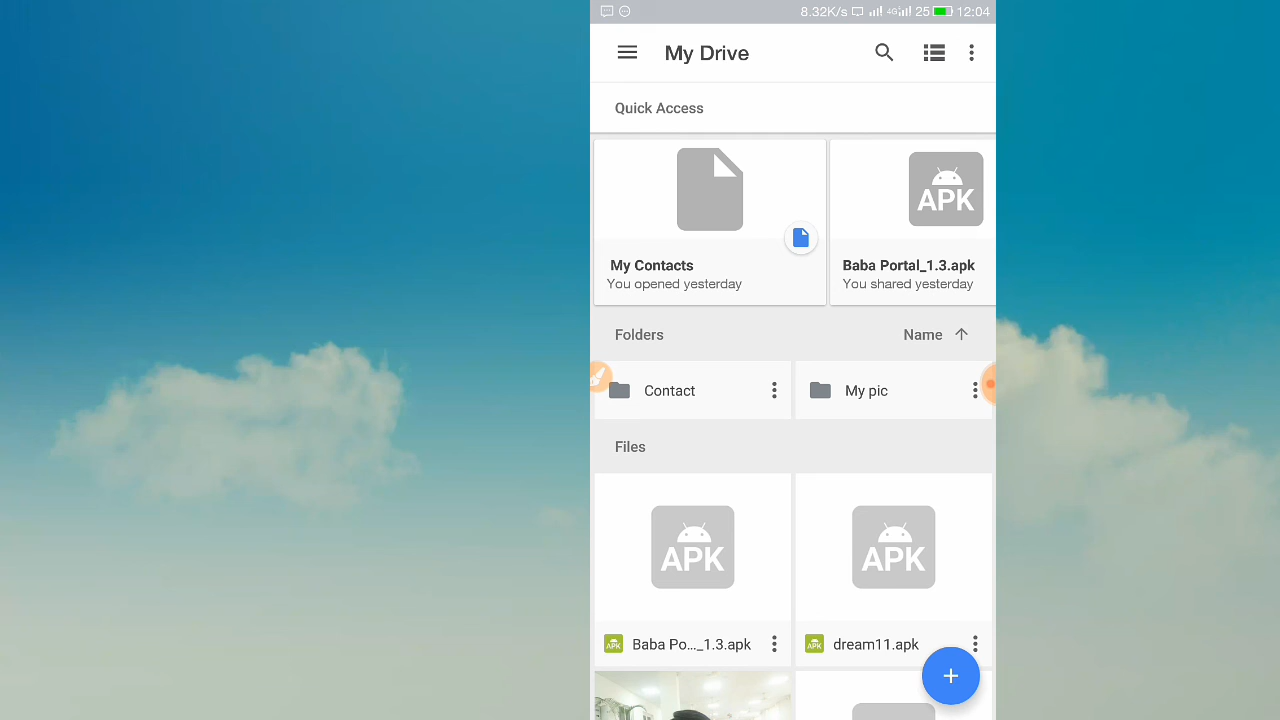 8.32K/s 4G 25 12:04
My Drive
Quick Access
APK
My Contacts
You opened yesterday
Baba Portal_1.3.apk
You shared yesterday
Folders
Name
Contact
My pic
Files
APK
APK
APK Baba Po..._1.3.apk
APK dream11.apk